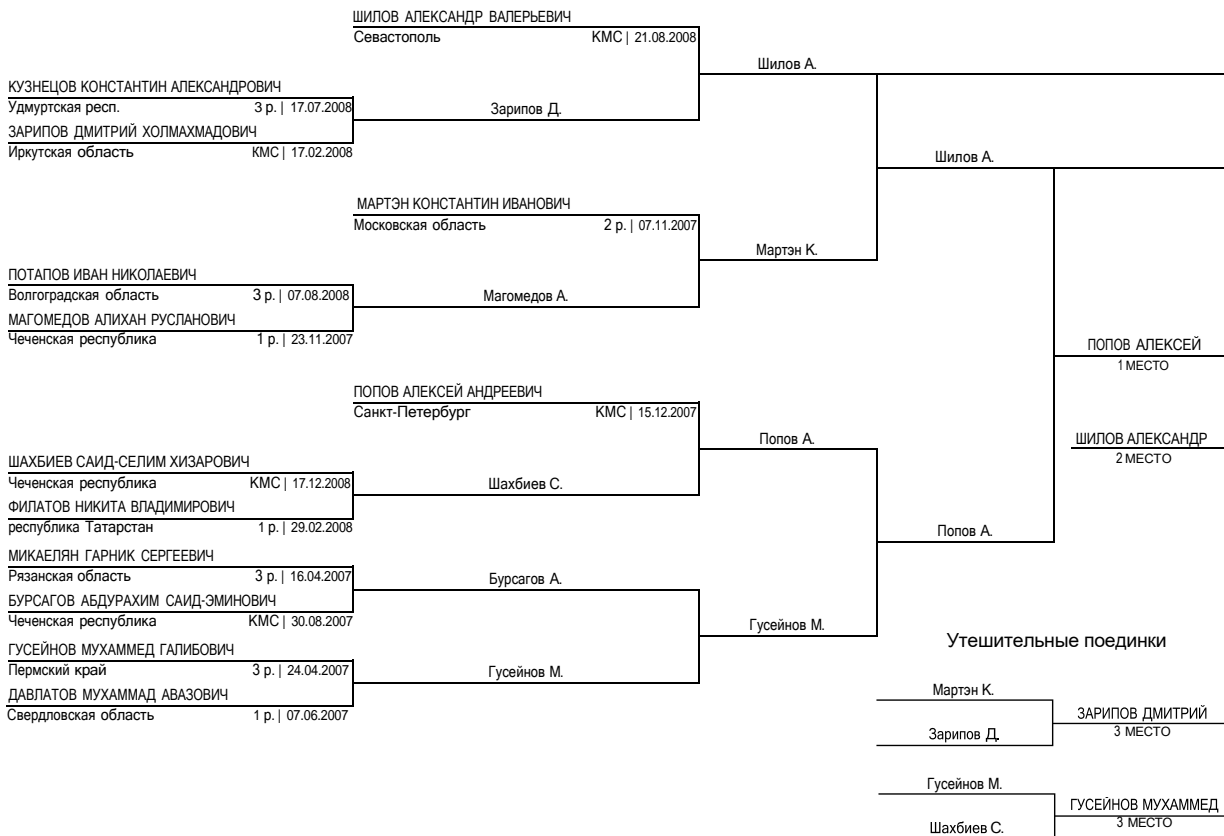 ШИЛОВ АЛЕКСАНДР ВАЛЕРЬЕВИЧ
Севастополь КМС | 21.08.2008
Шилов А.
КУЗНЕЦОВ КОНСТАНТИН АЛЕКСАНДРОВИЧ
Удмуртская респ. 3 р. | 17.07.2008
Зарипов Д.
ЗАРИПОВ ДМИТРИЙ ХОЛМАХМАДОВИЧ
Иркутская область КМС | 17.02.2008
Шилов А.
МАРТЭН КОНСТАНТИН ИВАНОВИЧ
Московская область 2 р. | 07.11.2007
Мартэн К.
ПОТАПОВ ИВАН НИКОЛАЕВИЧ
Волгоградская область 3 р. | 07.08.2008
Магомедов А.
МАГОМЕДОВ АЛИХАН РУСЛАНОВИЧ
Чеченская республика 1 р. | 23.11.2007
ПОПОВ АЛЕКСЕЙ
1 МЕСТО
ПОПОВ АЛЕКСЕЙ АНДРЕЕВИЧ
Санкт-Петербург КМС | 15.12.2007
Попов А.
ШИЛОВ АЛЕКСАНДР
2 МЕСТО
ШАХБИЕВ САИД-СЕЛИМ ХИЗАРОВИЧ
Чеченская республика КМС | 17.12.2008
Шахбиев С.
ФИЛАТОВ НИКИТА ВЛАДИМИРОВИЧ
республика Татарстан 1 р. | 29.02.2008
Попов А.
МИКАЕЛЯН ГАРНИК СЕРГЕЕВИЧ
Рязанская область 3 р. | 16.04.2007
Бурсагов А.
БУРСАГОВ АБДУРАХИМ САИД-ЭМИНОВИЧ
Чеченская республика КМС | 30.08.2007
Гусейнов М.
ГУСЕЙНОВ МУХАММЕД ГАЛИБОВИЧ
Пермский край 3 р. | 24.04.2007
Гусейнов М.
ДАВЛАТОВ МУХАММАД АВАЗОВИЧ
Свердловская область 1 р. | 07.06.2007
Утешительные поединки
Мартэн К.
ЗАРИПОВ ДМИТРИЙ
3 МЕСТО
Зарипов Д.
Гусейнов М.
ГУСЕЙНОВ МУХАММЕД
3 МЕСТО
Шахбиев С.